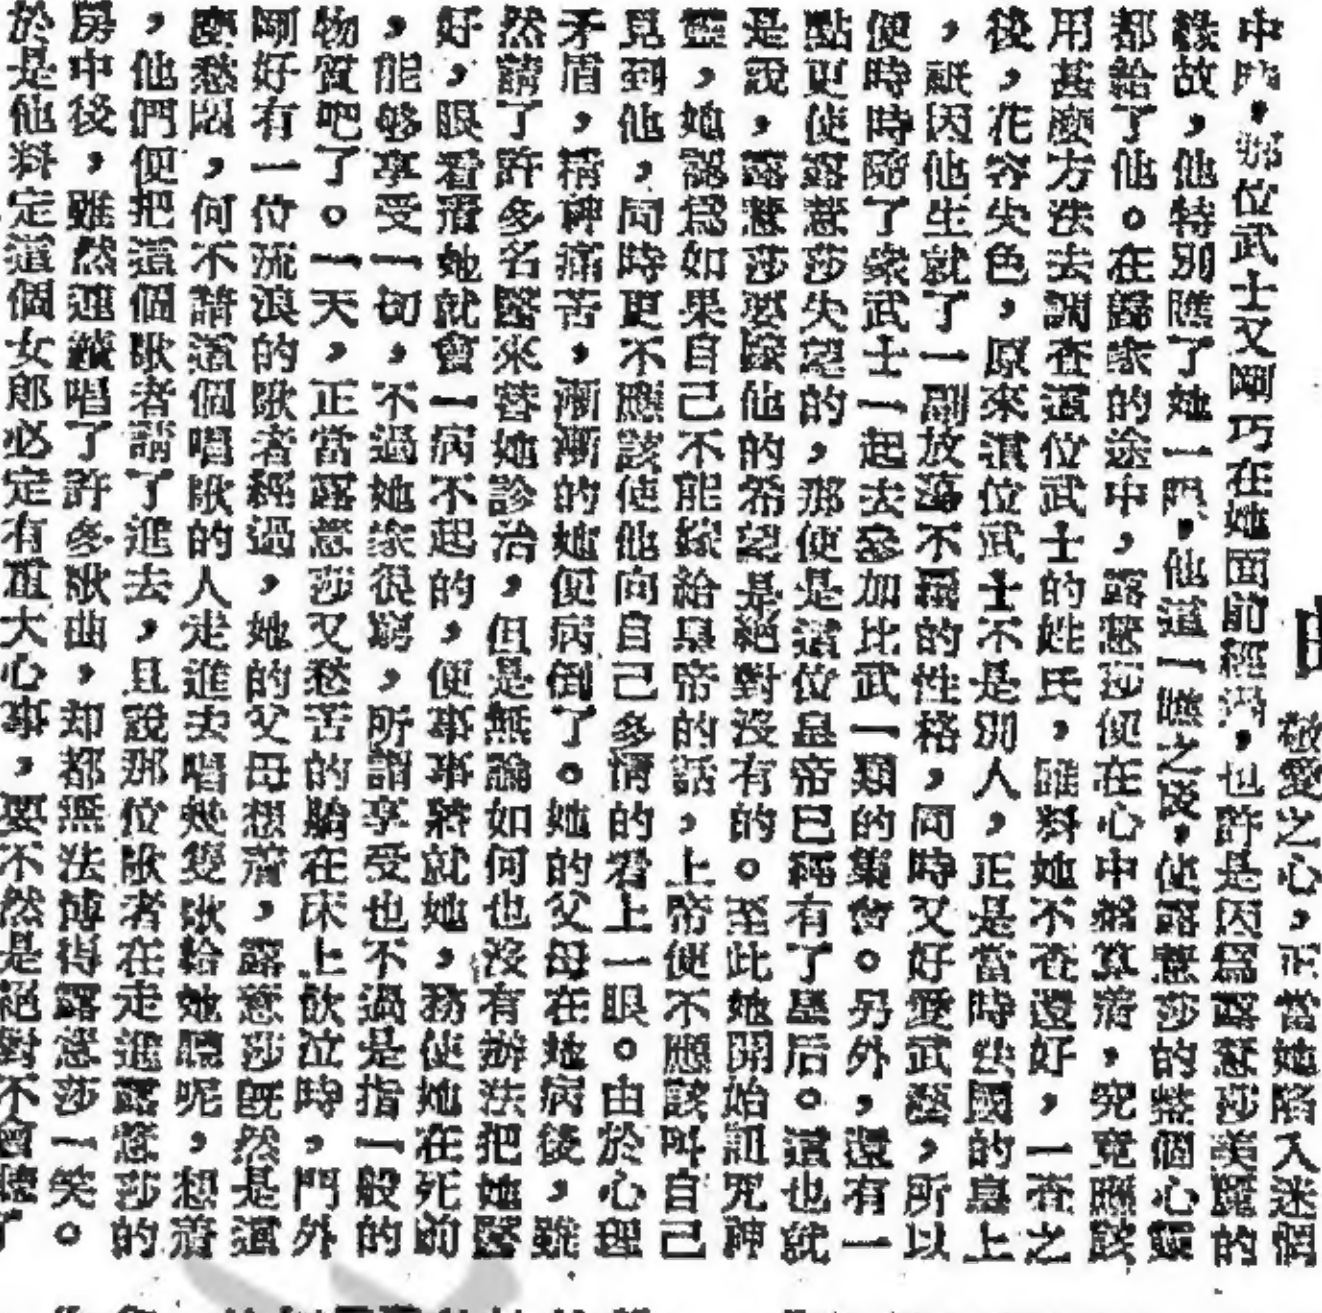 敬愛之心，正當她陷入迷惘
中時，那位武士又剛巧在她面前經過，也許是因爲露薏莎美麗的
緣故，他特別瞧了她一眼，他這一瞧之後，使露薏莎的整個心靈
都給了他。在歸家的途中，露薏莎便在心中盤算着，究竟應該
用甚麼方法去調查這位武士的姓氏，誰料她不查還好，一查之
後，花容失色，原來這位武士不是別人，正是當時法國的皇上
，祇因他生就了一副放蕩不羈的性格，同時又好愛武藝，所以
便時時隨了衆武士一起去參加比武一類的集會。另外，還有一
點更使露薏莎失望的，那便是這位皇帝已經有了皇后。這也就
是說，露薏莎要嫁他的希望是絕對沒有的。至此她開始詛咒神
靈，她認爲如果自己不能嫁給黑帝的話，上帝便不應該叫自己
見到他，同時更不應該使他向自己多情的看上一眼。由於心理
矛盾，精神痛苦，漸漸的她便病倒了。她的父母在她病後，雖
然請了許多名醫來替她診治，但是無論如何也沒有辦法把她醫
好，眼看着她就會一病不起的，便事事將就她，務使她在死前
，能够享受一切，不過她家很窮，所謂享受也不過是指一般的
物質吧了。一天，正當露薏莎又愁苦的躺在床上飲泣時，門外
剛好有一位流浪的歌者經過，她的父母想着，露薏莎既然是這
麼愁悶，何不請這個唱歌的人走進去唱幾隻歌給她聽呢，想着
，他們便把這個歌者請了進去，且說那位歌者在走進露薏莎的
房中後，雖然連續唱了許多歌曲，却都無法博得露薏莎一笑。
於是他料定這個女郎必定有重大心事，要不然是絕對不會聽了